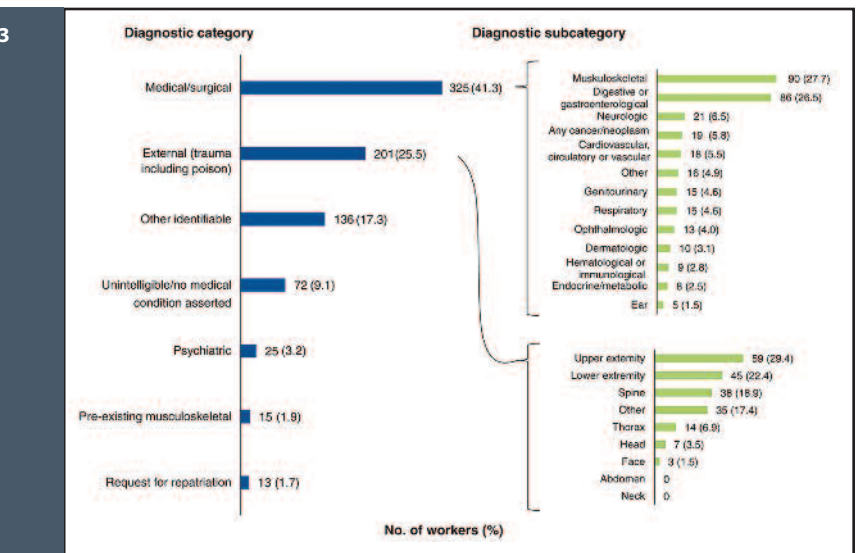 3
Diagnostic category
Medical/surgical
325 (41.3)
External (trauma
including poison)
201 (25.5)
Other identifiable
136 (17.3)
Unintelligible/no medical
condition asserted
72 (9.1)
Psychiatric
25 (3.2)
Pre-existing musculoskeletal
15 (1.9)
Request for repatriation
13 (1.7)
Diagnostic subcategory
Muskuloskeletal
90 (27.7)
Digestive or
gastroenterological
86 (26.5)
Neurologic
21 (6.5)
Any cancer/neoplasm
19 (5.8)
Cardiovascular,
circulatory or vascular
18 (5.5)
Other
16 (4.9)
Genitourinary
15 (4.6)
Respiratory
15 (4.6)
Ophthalmologic
13 (4.0)
Dermatologic
10 (3.1)
Hematological or
immunological
9 (2.8)
Endocrine/metabolic
8 (2.5)
Ear
5 (1.5)
Upper extemity
59 (29.4)
Lower extremity
45 (22.4)
Spine
38 (18.9)
Other
35 (17.4)
Thorax
14 (6.9)
Head
7 (3.5)
Face
3 (1.5)
Abdoman
0
Neck
0
No. of workers (%)